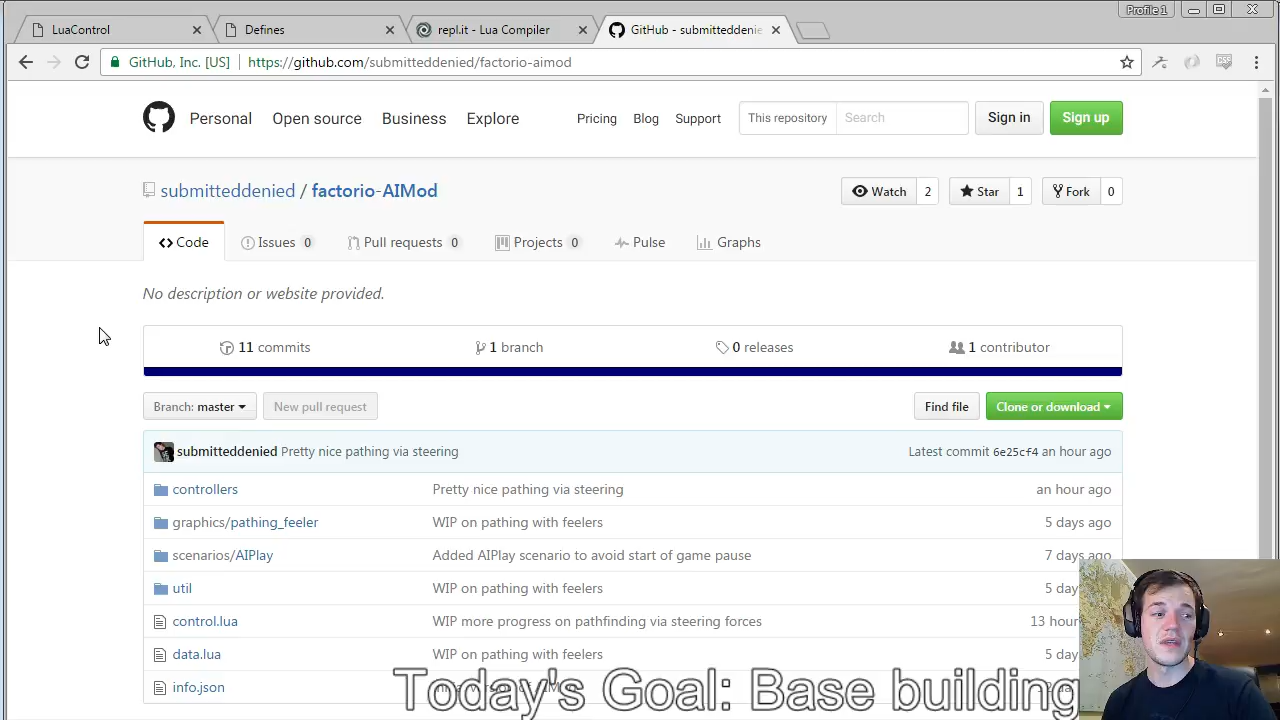 Profile 1
LuaControl
Defines
repl.it - Lua Compiler
GitHub - submitteddenie
GitHub, Inc. [US]
https://github.com/submitteddenied/factorio-aimod
Personal Open source Business Explore
Pricing Blog Support
This repository Search
Sign in
Sign up
submitteddenied / factorio-AIMod
Watch 2
Star 1
Fork 0
Code
Issues 0
Pull requests 0
Projects 0
Pulse
Graphs
No description or website provided.
11 commits
1 branch
0 releases
1 contributor
Branch: master
New pull request
Find file
Clone or download
submitteddenied Pretty nice pathing via steering
Latest commit 6e25cf4 an hour ago
controllers Pretty nice pathing via steering an hour ago
graphics/pathing_feeler WIP on pathing with feelers 5 days ago
scenarios/AIPlay Added AIPlay scenario to avoid start of game pause 7 days ago
util WIP on pathing with feelers 5 day
control.lua WIP more progress on pathfinding via steering forces 13 hour
data.lua WIP on pathing with feelers 5 day
info.json
Today's Goal: Base building